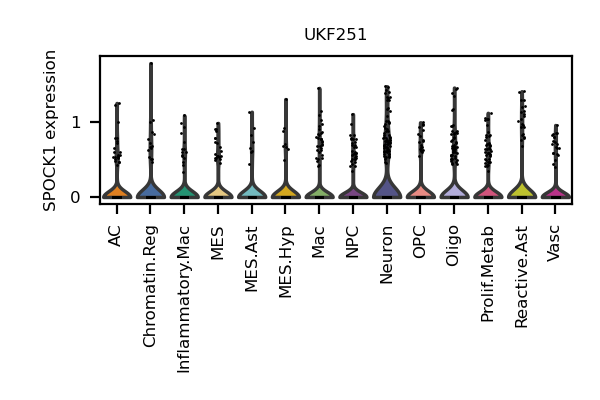 UKF251
SPOCK1 expression
1
0
AC
Chromatin.Reg
Inflammatory.Mac
MES
MES.Ast
MES.Hyp
Mac
NPC
Neuron
OPC
Oligo
Prolif.Metab
Reactive.Ast
Vasc